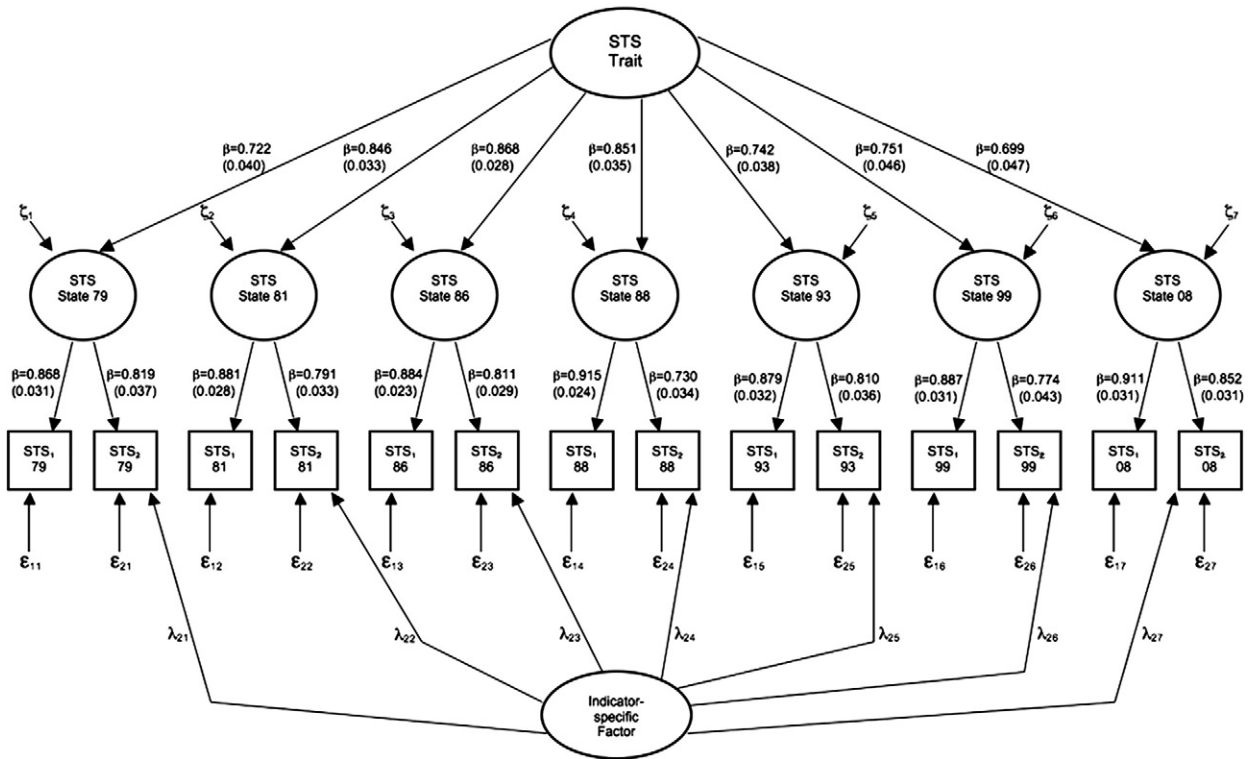 STS
Trait
β=0.722
(0.040)
β=0.846
(0.033)
β=0.868
(0.028)
β=0.851
(0.035)
β=0.742
(0.038)
β=0.751
(0.046)
β=0.699
(0.047)
ζ₁
ζ₂
ζ₃
ζ₄
ζ₅
ζ₆
ζ₇
STS
State 79
STS
State 81
STS
State 86
STS
State 88
STS
State 93
STS
State 99
STS
State 08
β=0.868
(0.031)
β=0.819
(0.037)
β=0.881
(0.028)
β=0.791
(0.033)
β=0.884
(0.023)
β=0.811
(0.029)
β=0.915
(0.024)
β=0.730
(0.034)
β=0.879
(0.032)
β=0.810
(0.036)
β=0.887
(0.031)
β=0.774
(0.043)
β=0.911
(0.031)
β=0.852
(0.031)
STS₁
79
STS₂
79
STS₁
81
STS₂
81
STS₁
86
STS₂
86
STS₁
88
STS₂
88
STS₁
93
STS₂
93
STS₁
99
STS₂
99
STS₁
08
STS₂
08
ε₁₁
ε₂₁
ε₁₂
ε₂₂
ε₁₃
ε₂₃
ε₁₄
ε₂₄
ε₁₅
ε₂₅
ε₁₆
ε₂₆
ε₁₇
ε₂₇
λ₂₁
λ₂₂
λ₂₃
λ₂₄
λ₂₅
λ₂₆
λ₂₇
Indicator-
specific
Factor